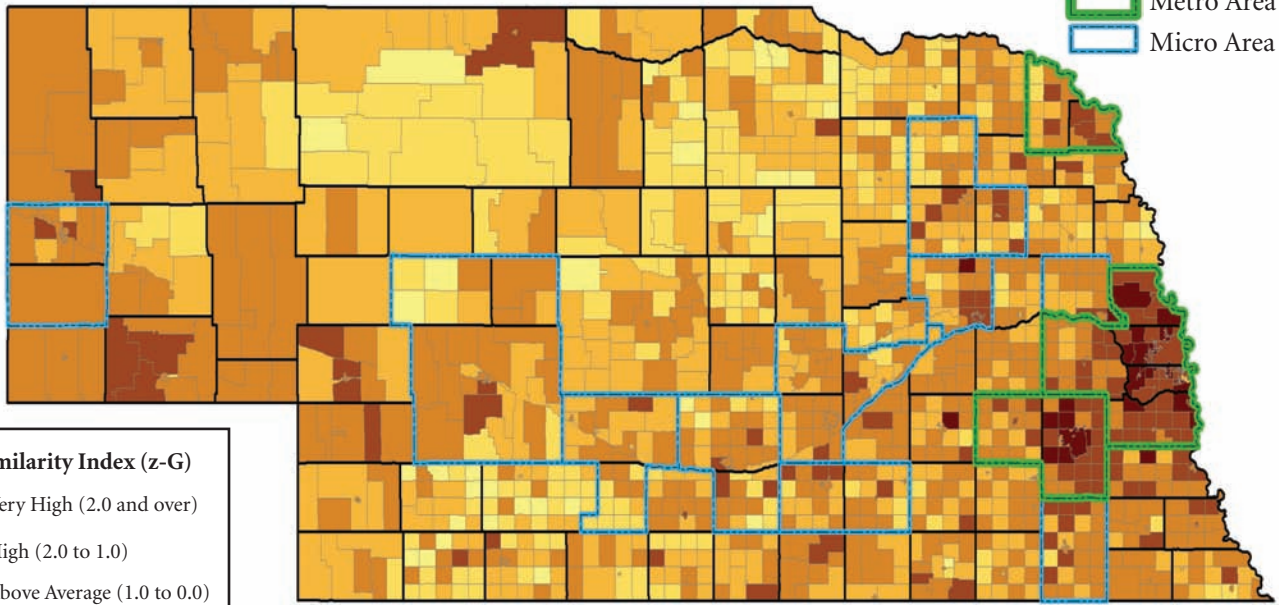 Metro Area
Micro Area
milarity Index (z-G)
ery High (2.0 and over)
igh (2.0 to 1.0)
bove Average (1.0 to 0.0)